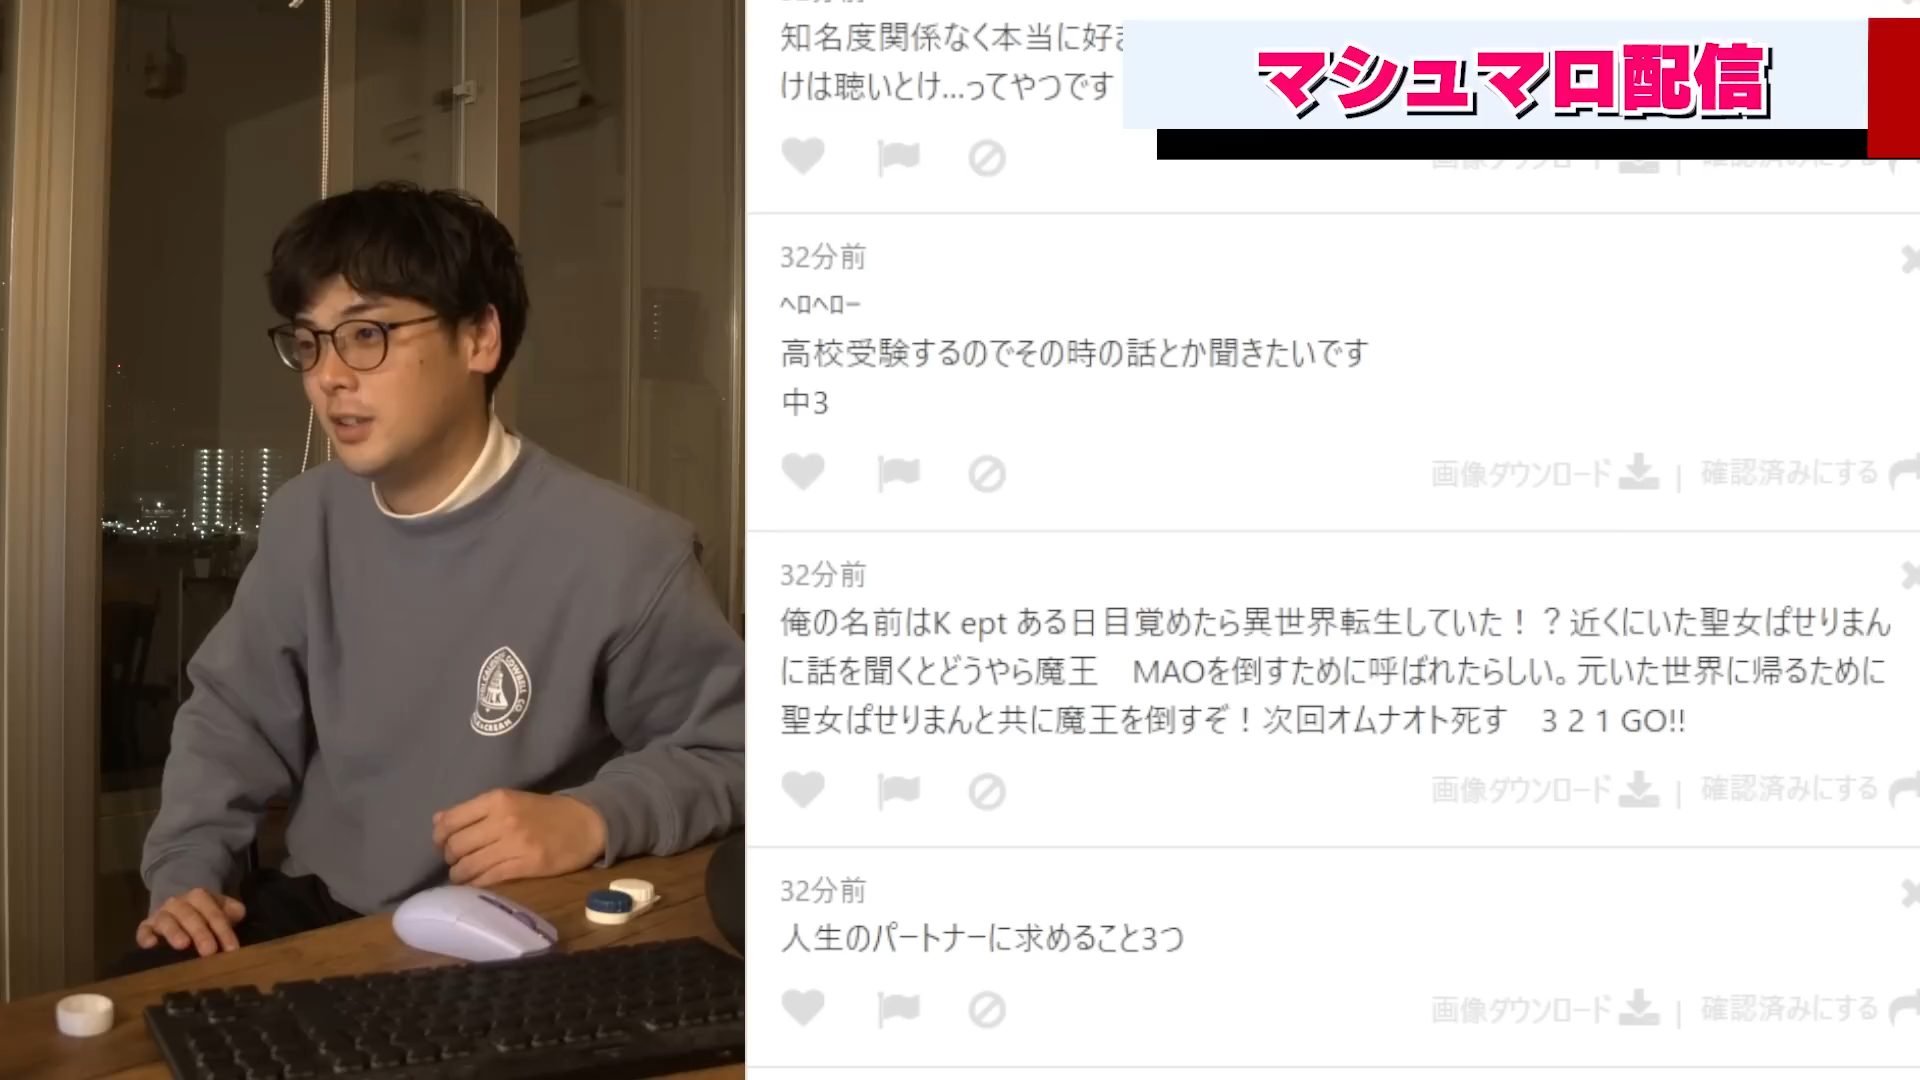 知名度関係なく本当に好き
けは聴いとけ...ってやつです
マシュマロ配信
32分前
ﾍﾛﾍﾛｰ
高校受験するのでその時の話とか聞きたいです
中3
画像ダウンロード | 確認済みにする
32分前
俺の名前はK ept ある日目覚めたら異世界転生していた！？近くにいた聖女ぱせりまん
に話を聞くとどうやら魔王　MAOを倒すために呼ばれたらしい。元いた世界に帰るために
聖女ぱせりまんと共に魔王を倒すぞ！次回オムナオト死す　3 2 1 GO!!
画像ダウンロード | 確認済みにする
32分前
人生のパートナーに求めること3つ
画像ダウンロード | 確認済みにする